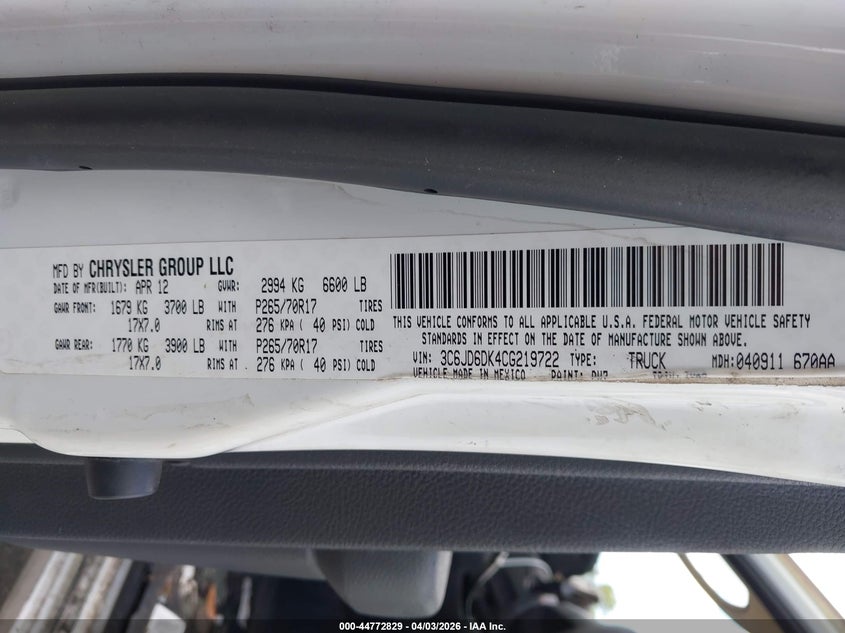 MFD BY CHRYSLER GROUP LLC
DATE OF MFR(BUILT): APR 12 GVWR: 2994 KG 6600 LB
GAWR FRONT: 1679 KG 3700 LB WITH P265/70R17 TIRES
17X7.0 RIMS AT 276 KPA ( 40 PSI) COLD
GAWR REAR: 1770 KG 3900 LB WITH P265/70R17 TIRES
17X7.0 RIMS AT 276 KPA ( 40 PSI) COLD
THIS VEHICLE CONFORMS TO ALL APPLICABLE U.S.A. FEDERAL MOTOR VEHICLE SAFETY
STANDARDS IN EFFECT ON THE DATE OF MANUFACTURE SHOWN ABOVE.
VIN: 3C6JD6DK4CG219722 TYPE: TRUCK MDH:040911 670AA
VEHICLE MADE IN MEXICO PAINT:
000-44772829 - 04/03/2026 - IAA Inc.